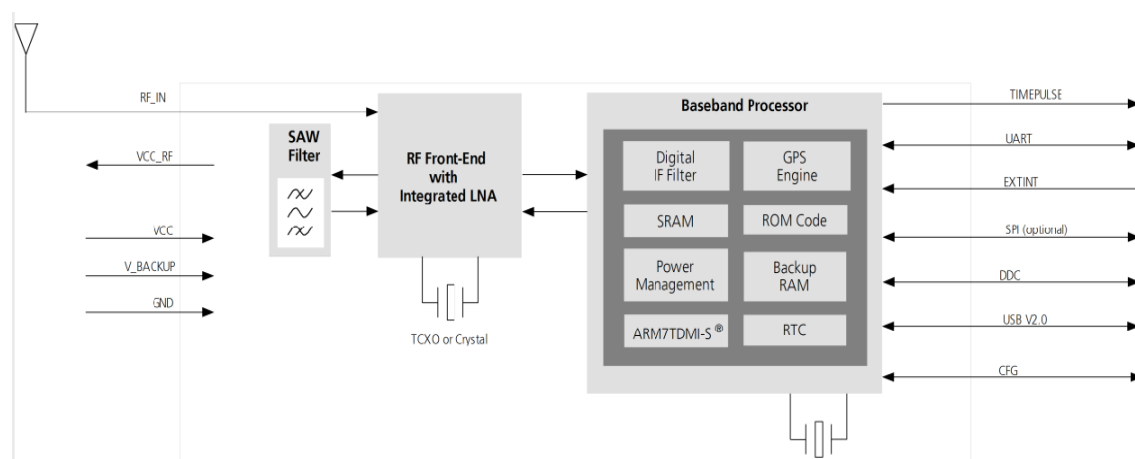 RF_IN
VCC_RF
VCC
V_BACKUP
GND
SAW
Filter
RF Front-End
with
Integrated LNA
TCXO or Crystal
Baseband Processor
Digital
IF Filter
GPS
Engine
SRAM
ROM Code
Power
Management
Backup
RAM
ARM7TDMI-S®
RTC
TIMEPULSE
UART
EXTINT
SPI (optional)
DDC
USB V2.0
CFG